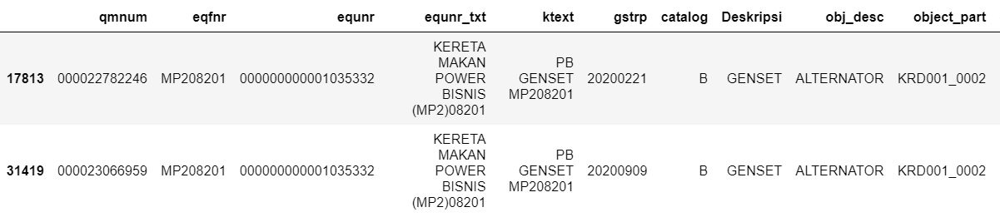 qmnum eqfnr equnr equnr_txt ktext gstrp catalog Deskripsi obj_desc object_part
17813 000022782246 MP208201 000000000001035332 KERETA MAKAN POWER BISNIS (MP2)08201 PB GENSET MP208201 20200221 B GENSET ALTERNATOR KRD001_0002
31419 000023066959 MP208201 000000000001035332 KERETA MAKAN POWER BISNIS (MP2)08201 PB GENSET MP208201 20200909 B GENSET ALTERNATOR KRD001_0002